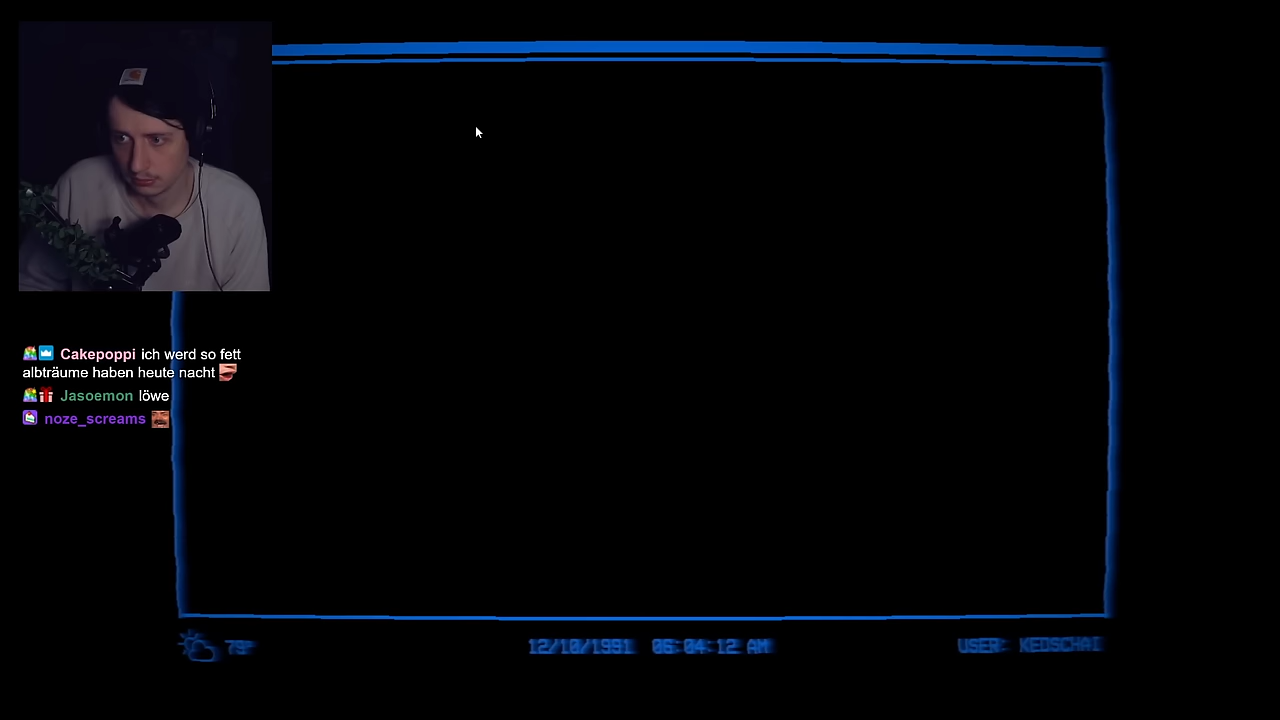 Cakepoppi ich werd so fett
albträume haben heute nacht
Jasoemon löwe
noze_screams
79°
12/10/1991 06:04:12 AM
USER: KEDSCHAI